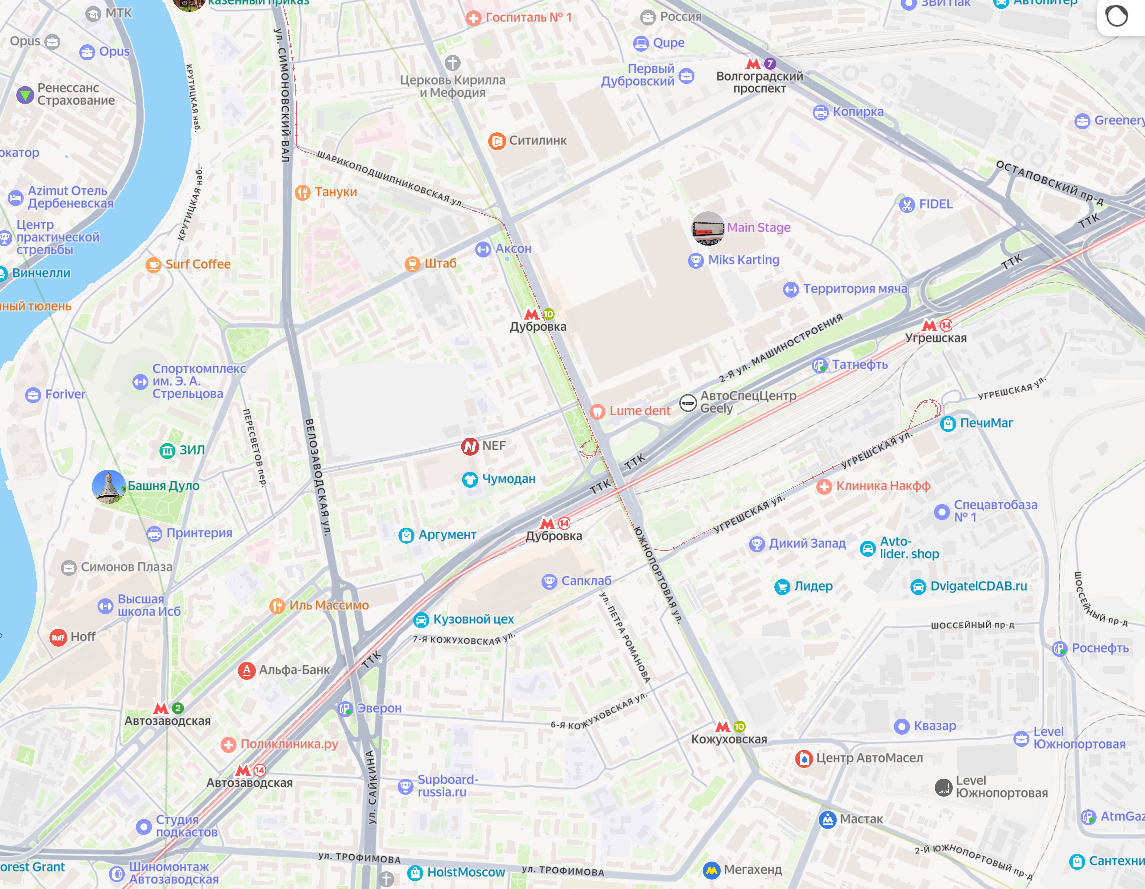 казенный приказ
МТК
Opus
Opus
Госпиталь № 1
Россия
ЗВИ Пак
Автопитер
Qupe
Первый
Дубровский
М 7
Волгоградский
проспект
Церковь Кирилла
и Мефодия
Ренессанс
Страхование
ул. СИМОНОВСКИЙ ВАЛ
КРУТИЦКАЯ наб.
Копирка
Greenery
Ситилинк
ШАРИКОПОДШИПНИКОВСКАЯ ул.
ОСТАПОВСКИЙ пр-д
Azimut Отель
Дербеневская
Тануки
КРУТИЦКАЯ наб.
FIDEL
ТТК
Центр
практической
стрельбы
Main Stage
Аксон
Штаб
Surf Coffee
Miks Karting
ТТК
Винчелли
Территория мяча
ный тюлень
М 10
Дубровка
М 14
Угрешская
2-я ул. МАШИНОСТРОЕНИЯ
Татнефть
Спорткомплекс
им. Э. А.
Стрельцова
Foriver
АвтоСпецЦентр
Geely
УГРЕШСКАЯ ул.
Lume dent
ПечиМаг
ПЕРЕСВЕТОВ пер.
ВЕЛОЗАВОДСКАЯ ул.
NEF
ЗИЛ
ТТК
УГРЕШСКАЯ ул.
Чумодан
Башня Дуло
ТТК
Клиника Накфф
Спецавтобаза
№ 1
УГРЕШСКАЯ ул.
М 14
Дубровка
Принтерия
Аргумент
Дикий Запад
Avto-
lider. shop
ЮЖНОПОРТОВАЯ ул.
Симонов Плаза
Сапклаб
Лидер
DvigatelCDAB.ru
ШОССЕЙНЫЙ пр-д
Высшая
школа Исб
Иль Массимо
Кузовной цех
ул. ПЕТРА РОМАНОВА
ШОССЕЙНЫЙ пр-д
Hoff
7-я КОЖУХОВСКАЯ ул.
Роснефть
ТТК
Альфа-Банк
М 2
Автозаводская
Эверон
6-я КОЖУХОВСКАЯ ул.
М 10
Кожуховская
Квазар
Level
Южнопортовая
Поликлиника.ру
Центр АвтоМасел
М 14
Автозаводская
ул. САЙКИНА
Supboard-
russia.ru
Level
Южнопортовая
Студия
подкастов
Мастак
AtmGaz
ул. ТРОФИМОВА
2-й ЮЖНОПОРТОВЫЙ пр-д
orest Grant
Шиномонтаж
Автозаводская
HolstMoscow
ул. ТРОФИМОВА
Мегахенд
Сантехни